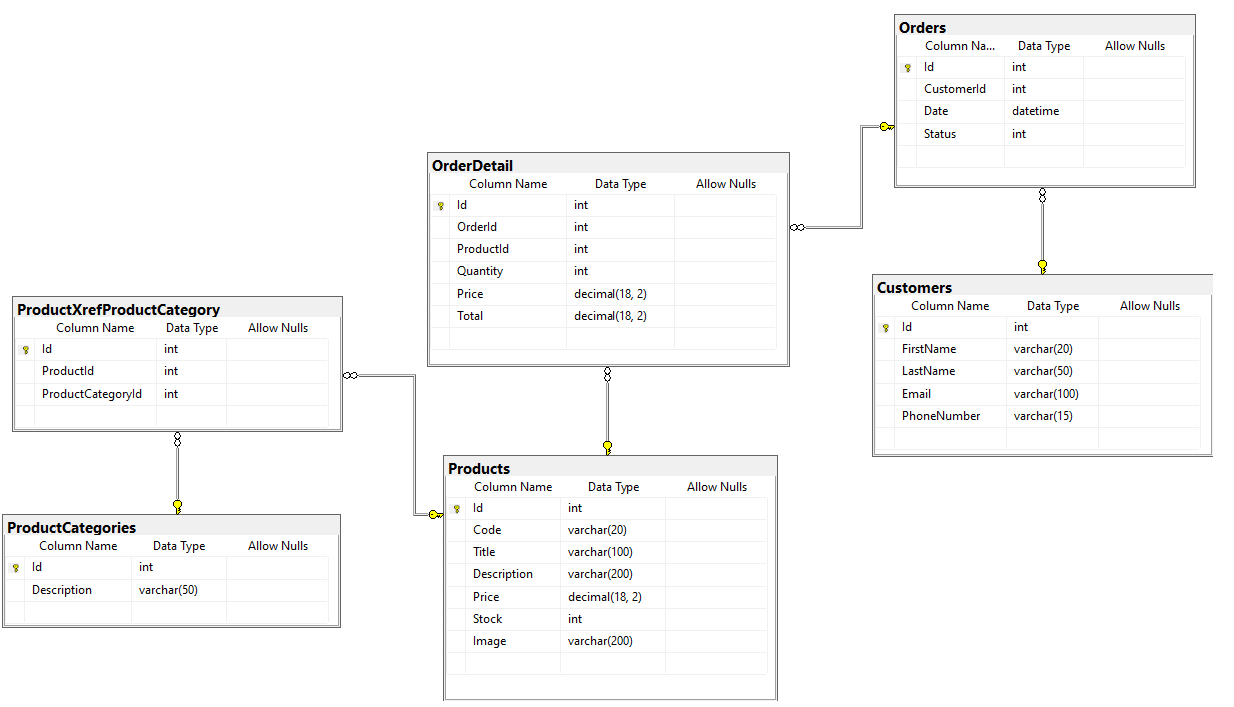 Orders
Column Na... Data Type Allow Nulls
Id int
CustomerId int
Date datetime
Status int
OrderDetail
Column Name Data Type Allow Nulls
Id int
OrderId int
ProductId int
Quantity int
Price decimal(18, 2)
Total decimal(18, 2)
Customers
Column Name Data Type Allow Nulls
Id int
FirstName varchar(20)
LastName varchar(50)
Email varchar(100)
PhoneNumber varchar(15)
ProductXrefProductCategory
Column Name Data Type Allow Nulls
Id int
ProductId int
ProductCategoryId int
Products
Column Name Data Type Allow Nulls
Id int
Code varchar(20)
Title varchar(100)
Description varchar(200)
Price decimal(18, 2)
Stock int
Image varchar(200)
ProductCategories
Column Name Data Type Allow Nulls
Id int
Description varchar(50)